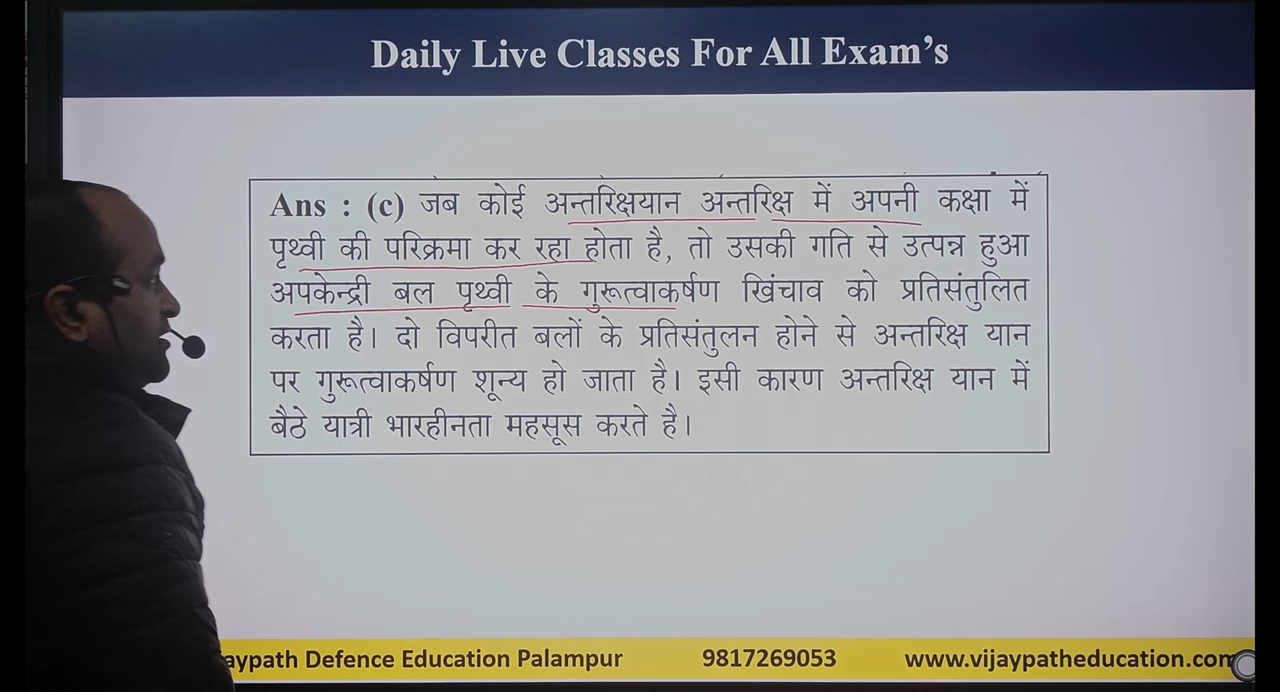 Daily Live Classes For All Exam's
Ans : (c) जब कोई अन्तरिक्षयान अन्तरिक्ष में अपनी कक्षा में
पृथ्वी की परिक्रमा कर रहा होता है, तो उसकी गति से उत्पन्न हुआ
अपकेन्द्री बल पृथ्वी के गुरूत्वाकर्षण खिंचाव को प्रतिसंतुलित
करता है। दो विपरीत बलों के प्रतिसंतुलन होने से अन्तरिक्ष यान
पर गुरूत्वाकर्षण शून्य हो जाता है। इसी कारण अन्तरिक्ष यान में
बैठे यात्री भारहीनता महसूस करते है।
aypath Defence Education Palampur 9817269053 www.vijaypatheducation.com